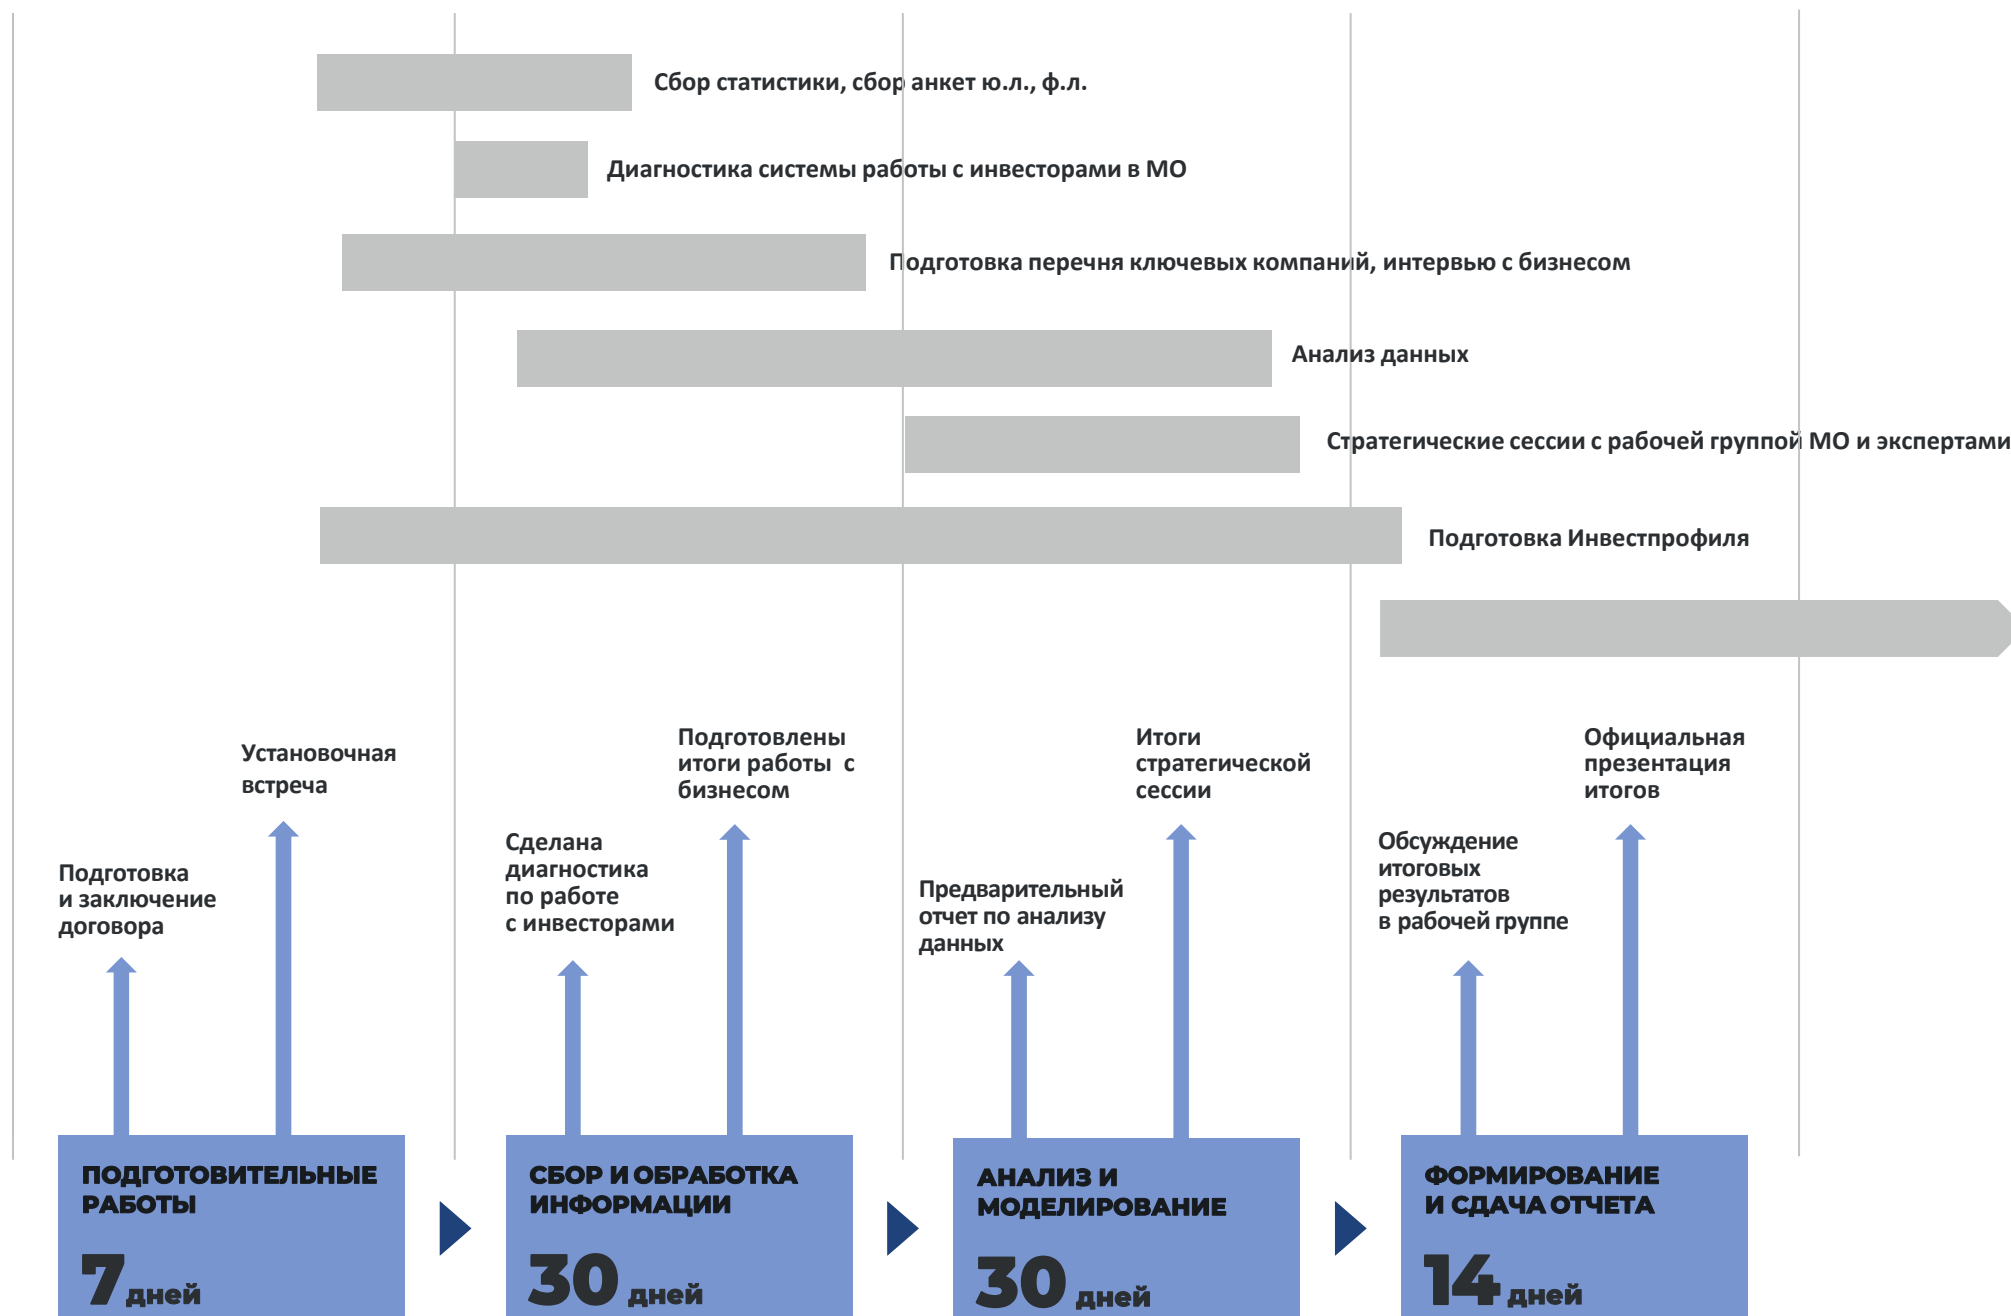 Сбор статистики, сбор анкет ю.л., ф.л.
Диагностика системы работы с инвесторами в МО
Подготовка перечня ключевых компаний, интервью с бизнесом
Анализ данных
Стратегические сессии с рабочей группой МО и экспертами
Подготовка Инвестпрофиля
Подготовка
и заключение
договора
Установочная
встреча
Сделана
диагностика
по работе
с инвесторами
Подготовлены
итоги работы с
бизнесом
Предварительный
отчет по анализу
данных
Итоги
стратегической
сессии
Обсуждение
итоговых
результатов
в рабочей группе
Официальная
презентация
итогов
ПОДГОТОВИТЕЛЬНЫЕ
РАБОТЫ
7 дней
СБОР И ОБРАБОТКА
ИНФОРМАЦИИ
30 дней
АНАЛИЗ И
МОДЕЛИРОВАНИЕ
30 дней
ФОРМИРОВАНИЕ
И СДАЧА ОТЧЕТА
14 дней